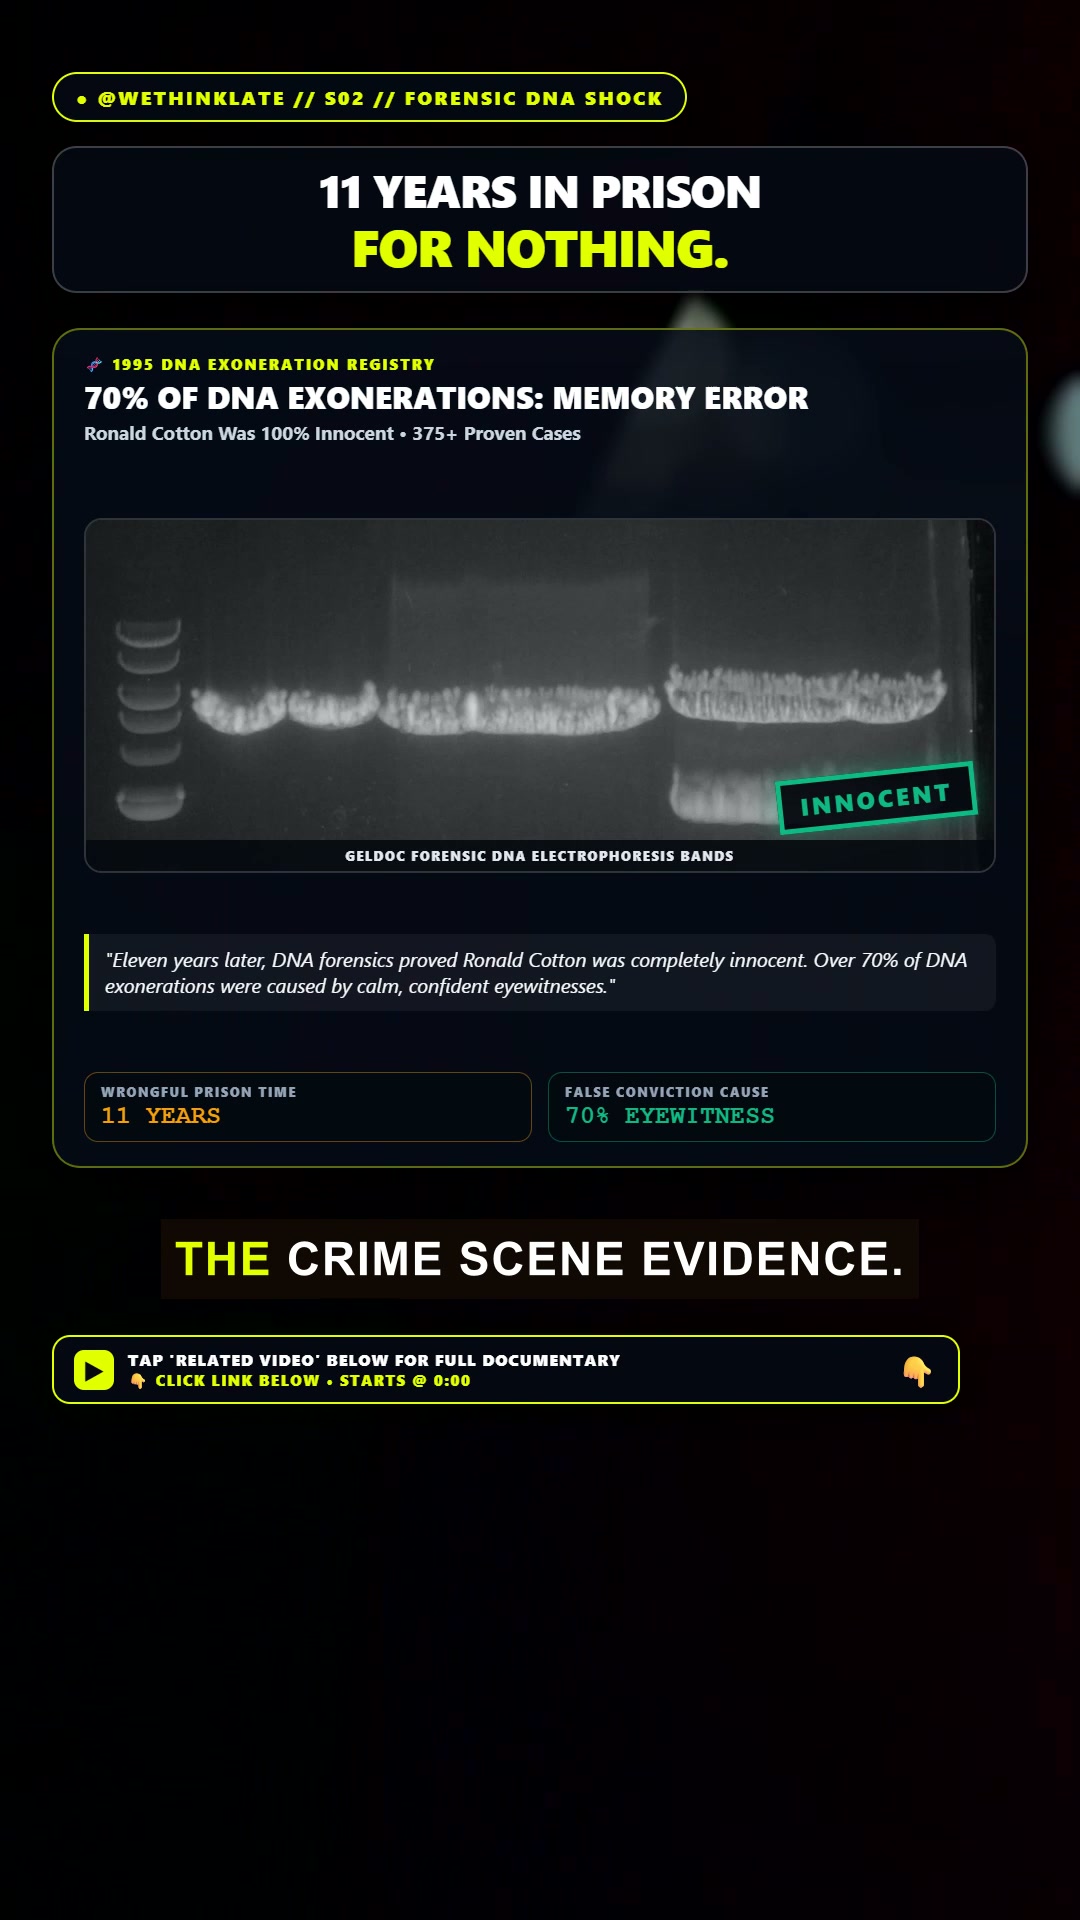 • @WETHINKLATE // S02 // FORENSIC DNA SHOCK
11 YEARS IN PRISON
FOR NOTHING.
🧬 1995 DNA EXONERATION REGISTRY
70% OF DNA EXONERATIONS: MEMORY ERROR
Ronald Cotton Was 100% Innocent • 375+ Proven Cases
INNOCENT
GELDOC FORENSIC DNA ELECTROPHORESIS BANDS
"Eleven years later, DNA forensics proved Ronald Cotton was completely innocent. Over 70% of DNA
exonerations were caused by calm, confident eyewitnesses."
WRONGFUL PRISON TIME
11 YEARS
FALSE CONVICTION CAUSE
70% EYEWITNESS
THE CRIME SCENE EVIDENCE.
TAP 'RELATED VIDEO' BELOW FOR FULL DOCUMENTARY
👇 CLICK LINK BELOW • STARTS @ 0:00
👇